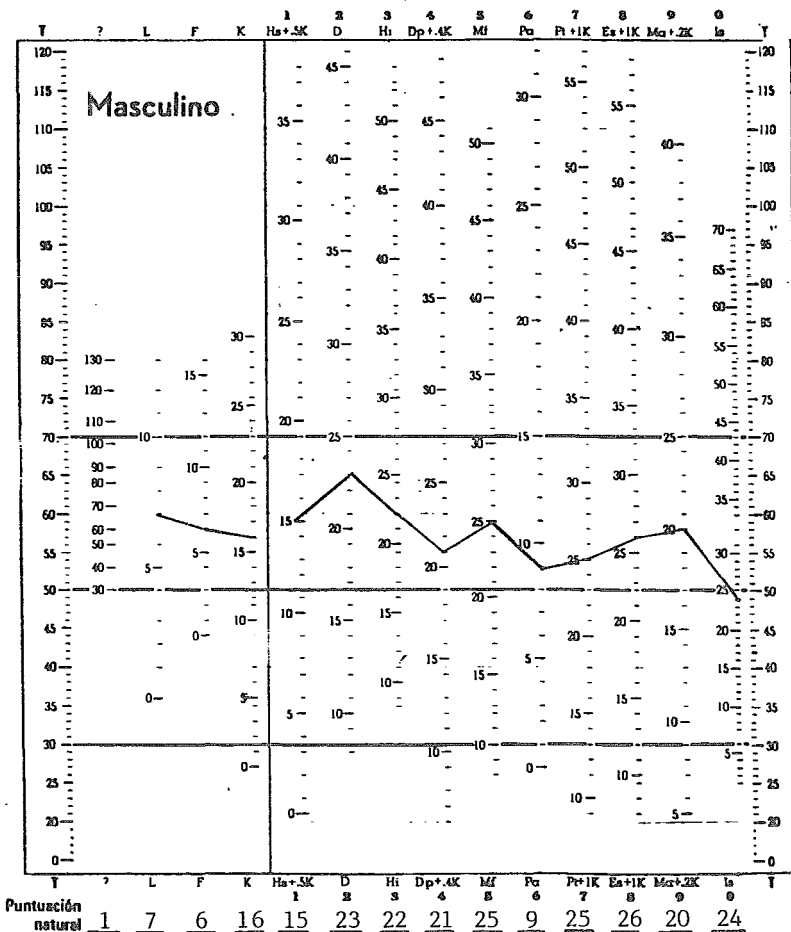 1 2 3 4 5 6 7 8 9 0
T ? L F K Hs+.5K D Hi Dp+.4K Mf Pa Pt+1K Es+1K Ma+.2K Is T
120 120
45
55
115 30 115
Masculino 55
35 50 45
110 110
50 40
40
105 50 105
45 50
100 40 25 100
30 45
70
95 35 45 35 95
40 45
65
90 90
35 40
60
85 25 20 40 85
35 40
30 30
30 55
80 130 80
15 35
50
120 30
75 30 35 75
25 35
110 20 45
70 10 25 15 25 70
100 30
40
90 10
65 25 65
80 20 25 30 30
35
70
60 15 25 60
60 20 20
50 20 10
55 5 15 25 30 55
25
40 5 20
50 30 25 50
20
10 15
45 10 15 20 15 45
0 20
15 5
40 15 40
10
35 0 5 15 35
10
5 10 15
10
30 10 30
10 5
0 0
25 10 25
10
0 5
20 20
0 0
T ? L F K Hs+.5K D Hi Dp+.4K Mf Pa Pt+1K Es+1K Ma+.2K Is T
1 2 3 4 5 6 7 8 9 0
Puntuación
natural 1 7 6 16 15 23 22 21 25 9 25 26 20 24